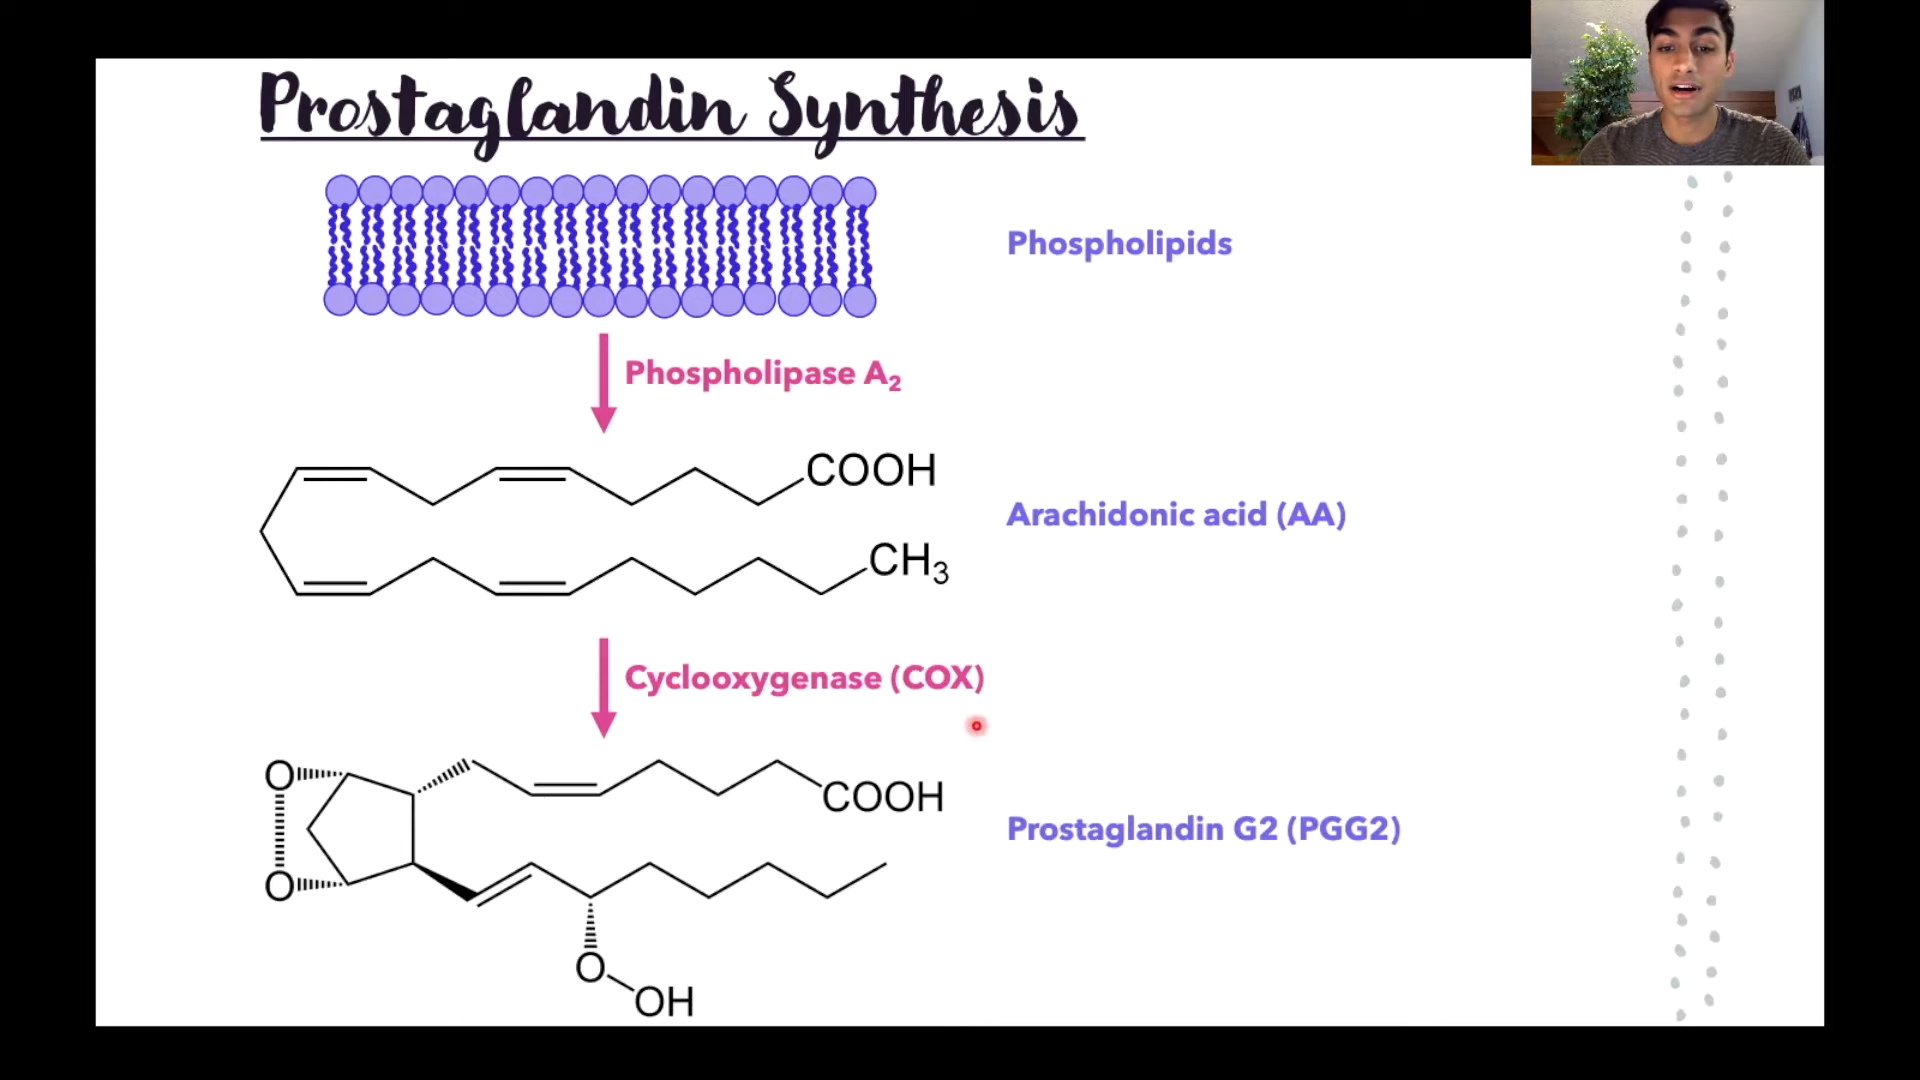 Prostaglandin Synthesis
Phospholipids
Phospholipase A₂
COOH
Arachidonic acid (AA)
CH₃
Cyclooxygenase (COX)
O
COOH
Prostaglandin G2 (PGG2)
O
O
OH